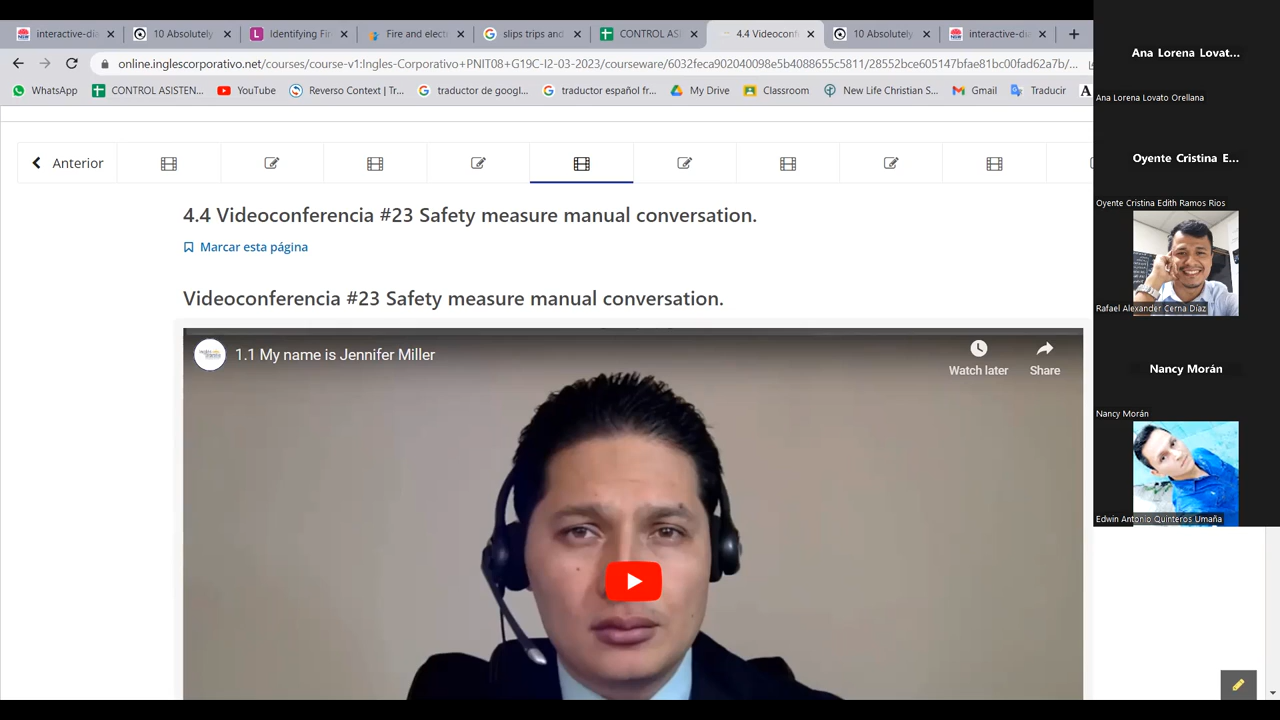 interactive-di
10 Absolutely
Identifying Fir
Fire and elect
slips trips and
CONTROL ASI
4.4 Videoconf
10 Absolutely
interactive-di
online.inglescorporativo.net/courses/course-v1:Ingles-Corporativo+PNIT08+G19C-I2-03-2023/courseware/6032feca902040098e5b4088655c5811/28552bce605147bfae81bc00fad62a7b/...
WhatsApp
CONTROL ASISTEN...
YouTube
Reverso Context | Tr...
traductor de googl...
traductor español fr...
My Drive
Classroom
New Life Christian S...
Gmail
Traducir
A
Anterior
4.4 Videoconferencia #23 Safety measure manual conversation.
Marcar esta página
Videoconferencia #23 Safety measure manual conversation.
1.1 My name is Jennifer Miller
Watch later
Share
Ana Lorena Lovat...
Ana Lorena Lovato Orellana
Oyente Cristina E...
Oyente Cristina Edith Ramos Rios
Rafael Alexander Cerna Díaz
Nancy Morán
Nancy Morán
Edwin Antonio Quinteros Umaña